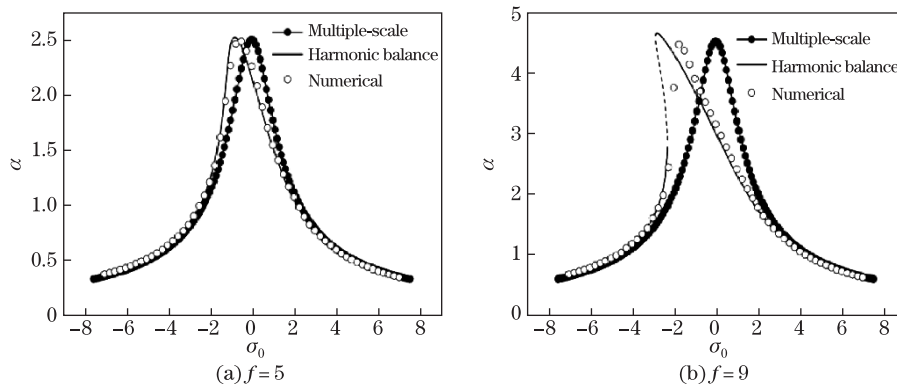 2.5
2.0
1.5
1.0
0.5
0
α
−8 −6 −4 −2 0 2 4 6 8
σ0
Multiple-scale
Harmonic balance
Numerical
(a) f=5
5
4
3
2
1
0
α
−8 −6 −4 −2 0 2 4 6 8
σ0
Multiple-scale
Harmonic balance
Numerical
(b) f=9